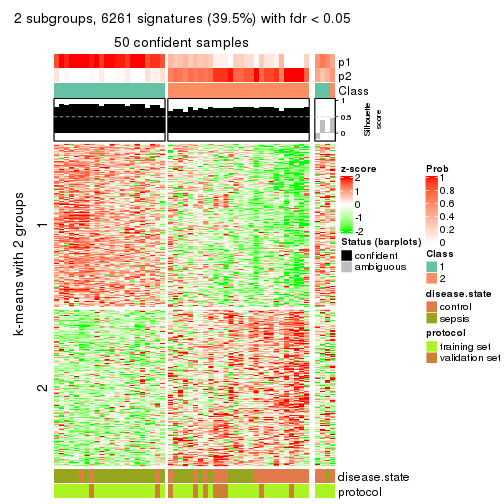 2 subgroups, 6261 signatures (39.5%) with fdr < 0.05
50 confident samples
p1
p2
Class
1
0.5
0
Silhouette
score
k-means with 2 groups
1
2
disease.state
protocol
z-score
2
1
0
-1
-2
Status (barplots)
confident
ambiguous
Prob
1
0.8
0.6
0.4
0.2
0
Class
1
2
disease.state
control
sepsis
protocol
training set
validation set